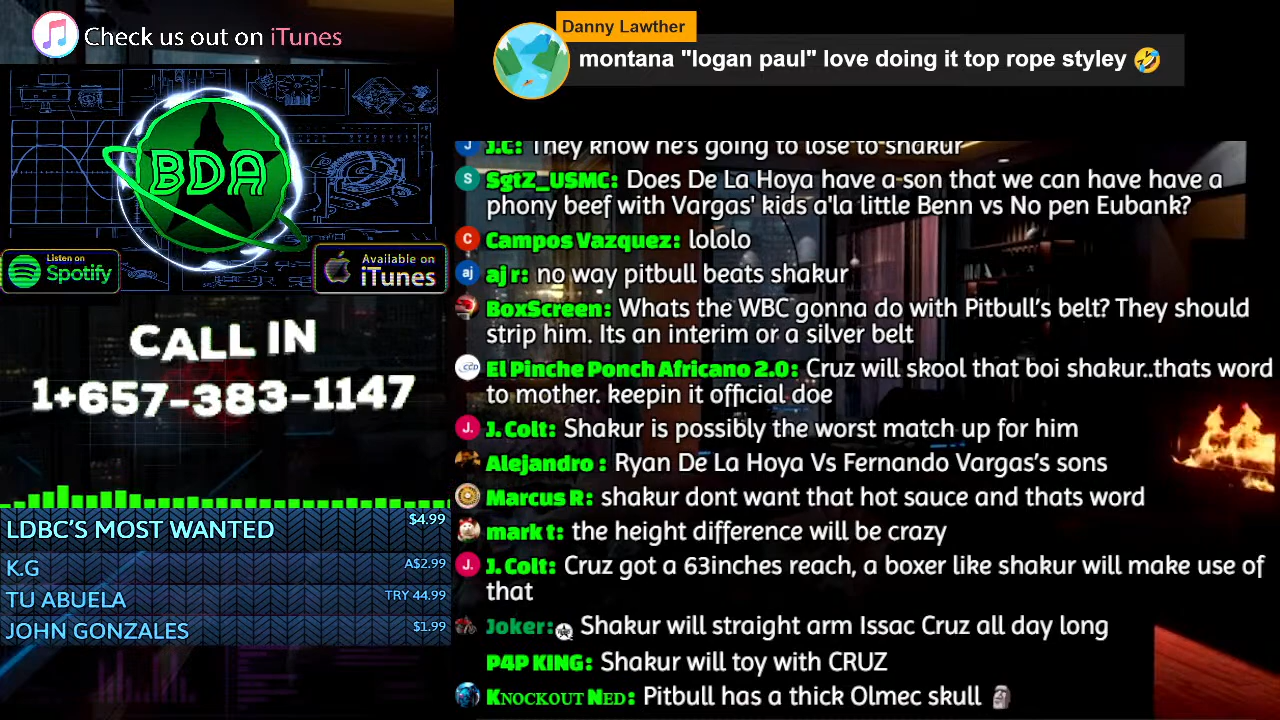 Check us out on iTunes
BDA
Listen on
Spotify
Available on
iTunes
CALL IN
1+657-383-1147
LDBC'S MOST WANTED $4.99
K.G A$2.99
TU ABUELA TRY 44.99
JOHN GONZALES $1.99
Danny Lawther
montana "logan paul" love doing it top rope styley 🤣
J J.C: They know he's going to lose to shakur
S SgtZ_USMC: Does De La Hoya have a son that we can have have a
phony beef with Vargas' kids a'la little Benn vs No pen Eubank?
C Campos Vazquez: lololo
aj aj r: no way pitbull beats shakur
BoxScreen: Whats the WBC gonna do with Pitbull's belt? They should
strip him. Its an interim or a silver belt
El Pinche Ponch Africano 2.0: Cruz will skool that boi shakur..thats word
to mother. keepin it official doe
J. J. Colt: Shakur is possibly the worst match up for him
Alejandro : Ryan De La Hoya Vs Fernando Vargas's sons
Marcus R: shakur dont want that hot sauce and thats word
mark t: the height difference will be crazy
J. J. Colt: Cruz got a 63inches reach, a boxer like shakur will make use of
that
Joker: Shakur will straight arm Issac Cruz all day long
P4P KING: Shakur will toy with CRUZ
Knockout Ned: Pitbull has a thick Olmec skull 🗿